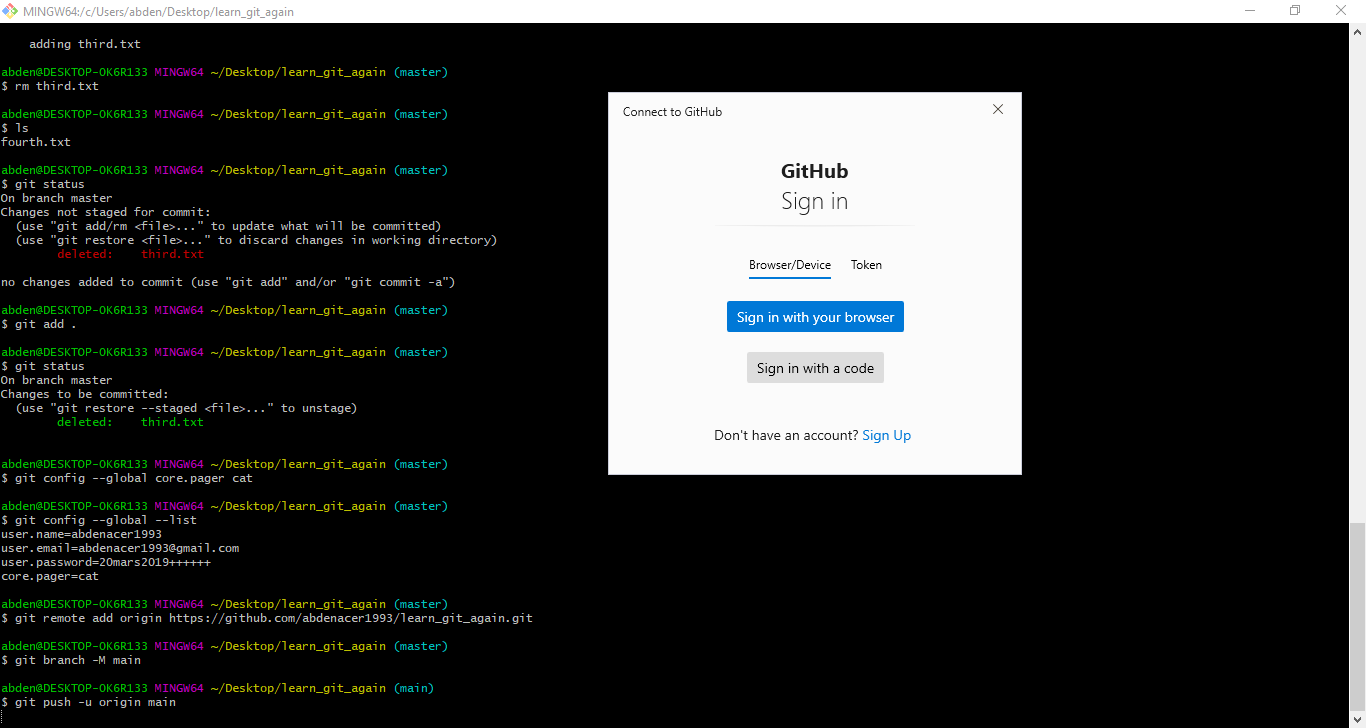 MINGW64:/c/Users/abden/Desktop/learn_git_again
adding third.txt
abden@DESKTOP-OK6R133 MINGW64 ~/Desktop/learn_git_again (master)
$ rm third.txt
abden@DESKTOP-OK6R133 MINGW64 ~/Desktop/learn_git_again (master)
$ ls
fourth.txt
abden@DESKTOP-OK6R133 MINGW64 ~/Desktop/learn_git_again (master)
$ git status
On branch master
Changes not staged for commit:
(use "git add/rm <file>..." to update what will be committed)
(use "git restore <file>..." to discard changes in working directory)
deleted: third.txt
no changes added to commit (use "git add" and/or "git commit -a")
abden@DESKTOP-OK6R133 MINGW64 ~/Desktop/learn_git_again (master)
$ git add .
abden@DESKTOP-OK6R133 MINGW64 ~/Desktop/learn_git_again (master)
$ git status
On branch master
Changes to be committed:
(use "git restore --staged <file>..." to unstage)
deleted: third.txt
abden@DESKTOP-OK6R133 MINGW64 ~/Desktop/learn_git_again (master)
$ git config --global core.pager cat
abden@DESKTOP-OK6R133 MINGW64 ~/Desktop/learn_git_again (master)
$ git config --global --list
user.name=abdenacer1993
user.email=abdenacer1993@gmail.com
user.password=20mars2019++++++
core.pager=cat
abden@DESKTOP-OK6R133 MINGW64 ~/Desktop/learn_git_again (master)
$ git remote add origin https://github.com/abdenacer1993/learn_git_again.git
abden@DESKTOP-OK6R133 MINGW64 ~/Desktop/learn_git_again (master)
$ git branch -M main
abden@DESKTOP-OK6R133 MINGW64 ~/Desktop/learn_git_again (main)
$ git push -u origin main
Connect to GitHub
GitHub
Sign in
Browser/Device Token
Sign in with your browser
Sign in with a code
Don't have an account? Sign Up